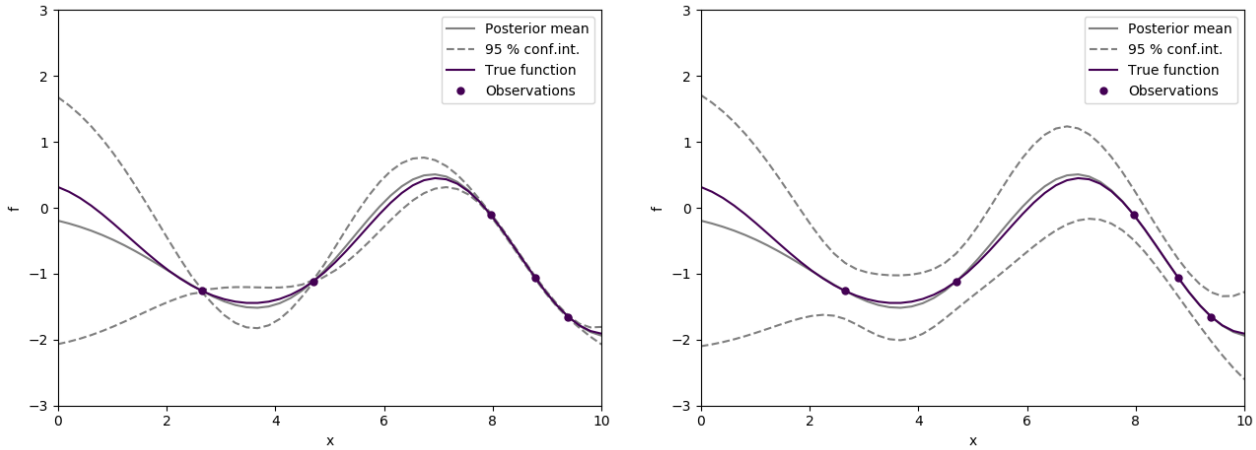 3
2
1
0
−1
−2
−3
f
0
2
4
6
8
10
x
Posterior mean
95 % conf.int.
True function
Observations
3
2
1
0
−1
−2
−3
f
0
2
4
6
8
10
x
Posterior mean
95 % conf.int.
True function
Observations